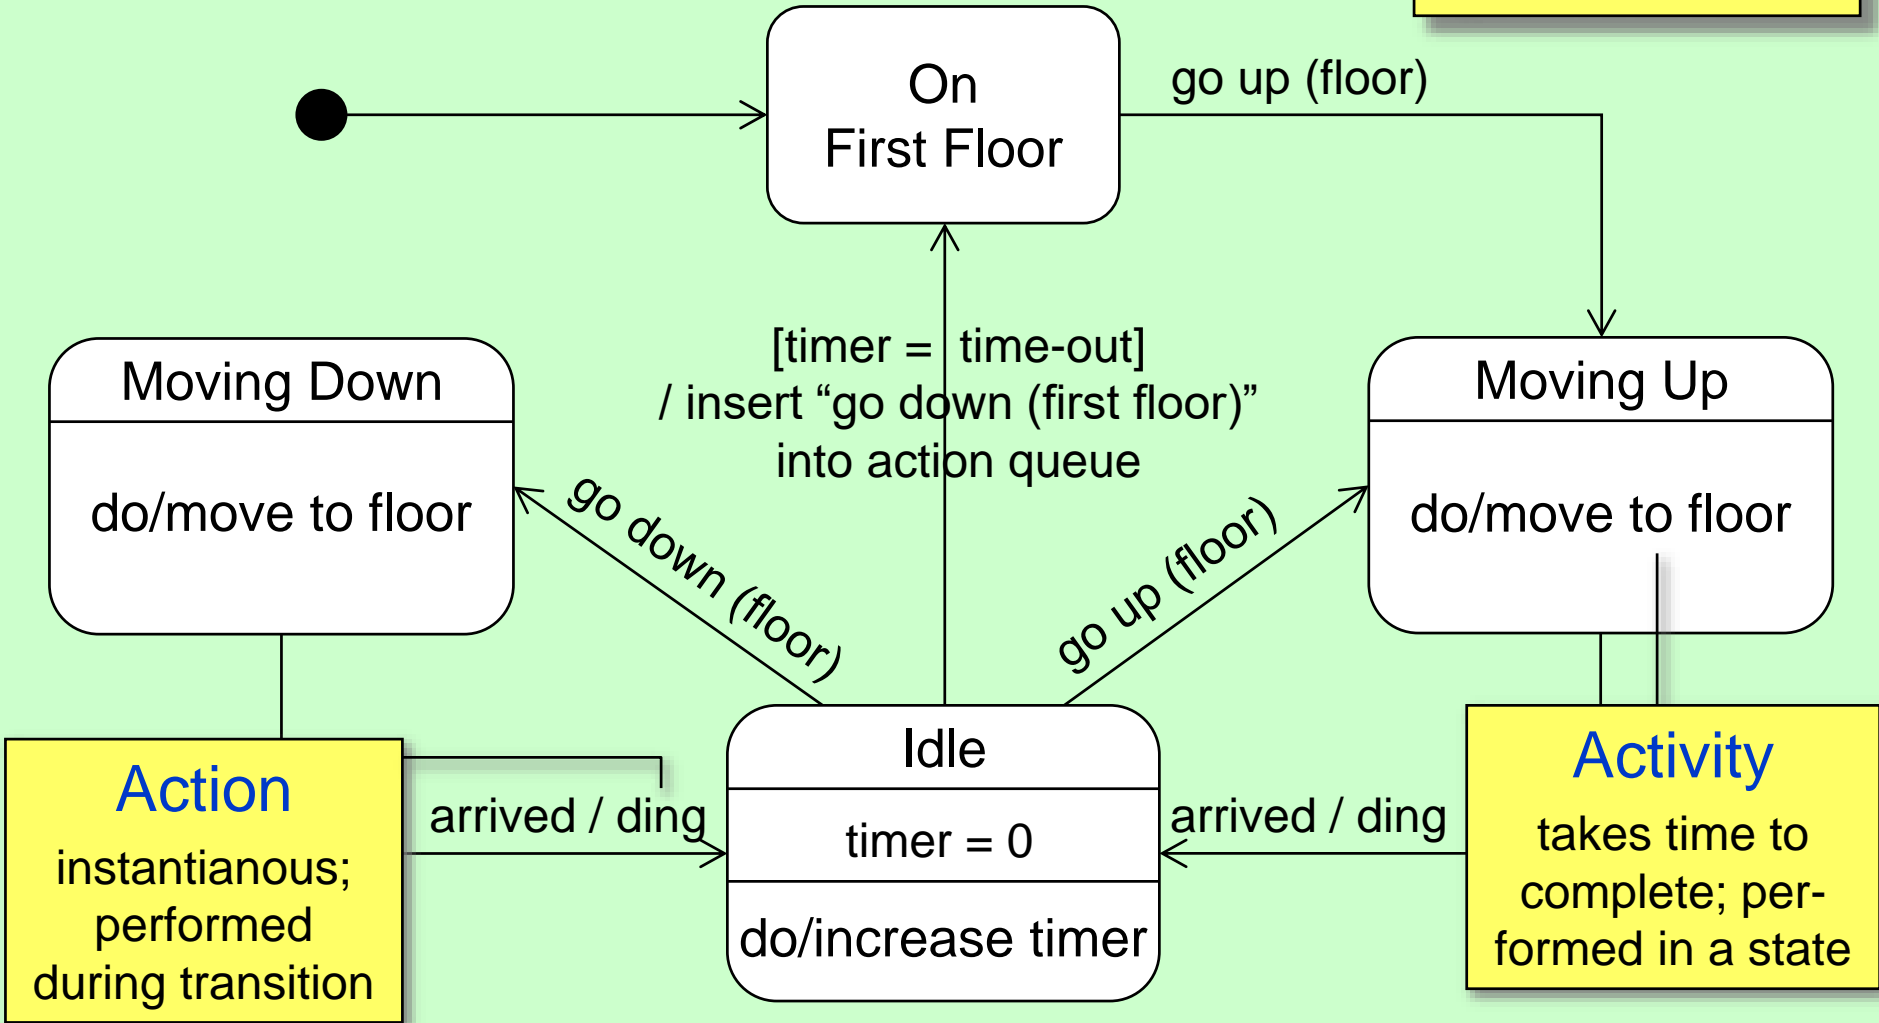 On
First Floor
go up (floor)
[timer = time-out]
/ insert “go down (first floor)”
into action queue
Moving Down
do/move to floor
Moving Up
do/move to floor
go down (floor)
go up (floor)
Action
instantianous;
performed
during transition
arrived / ding
Idle
timer = 0
do/increase timer
arrived / ding
Activity
takes time to
complete; per-
formed in a state